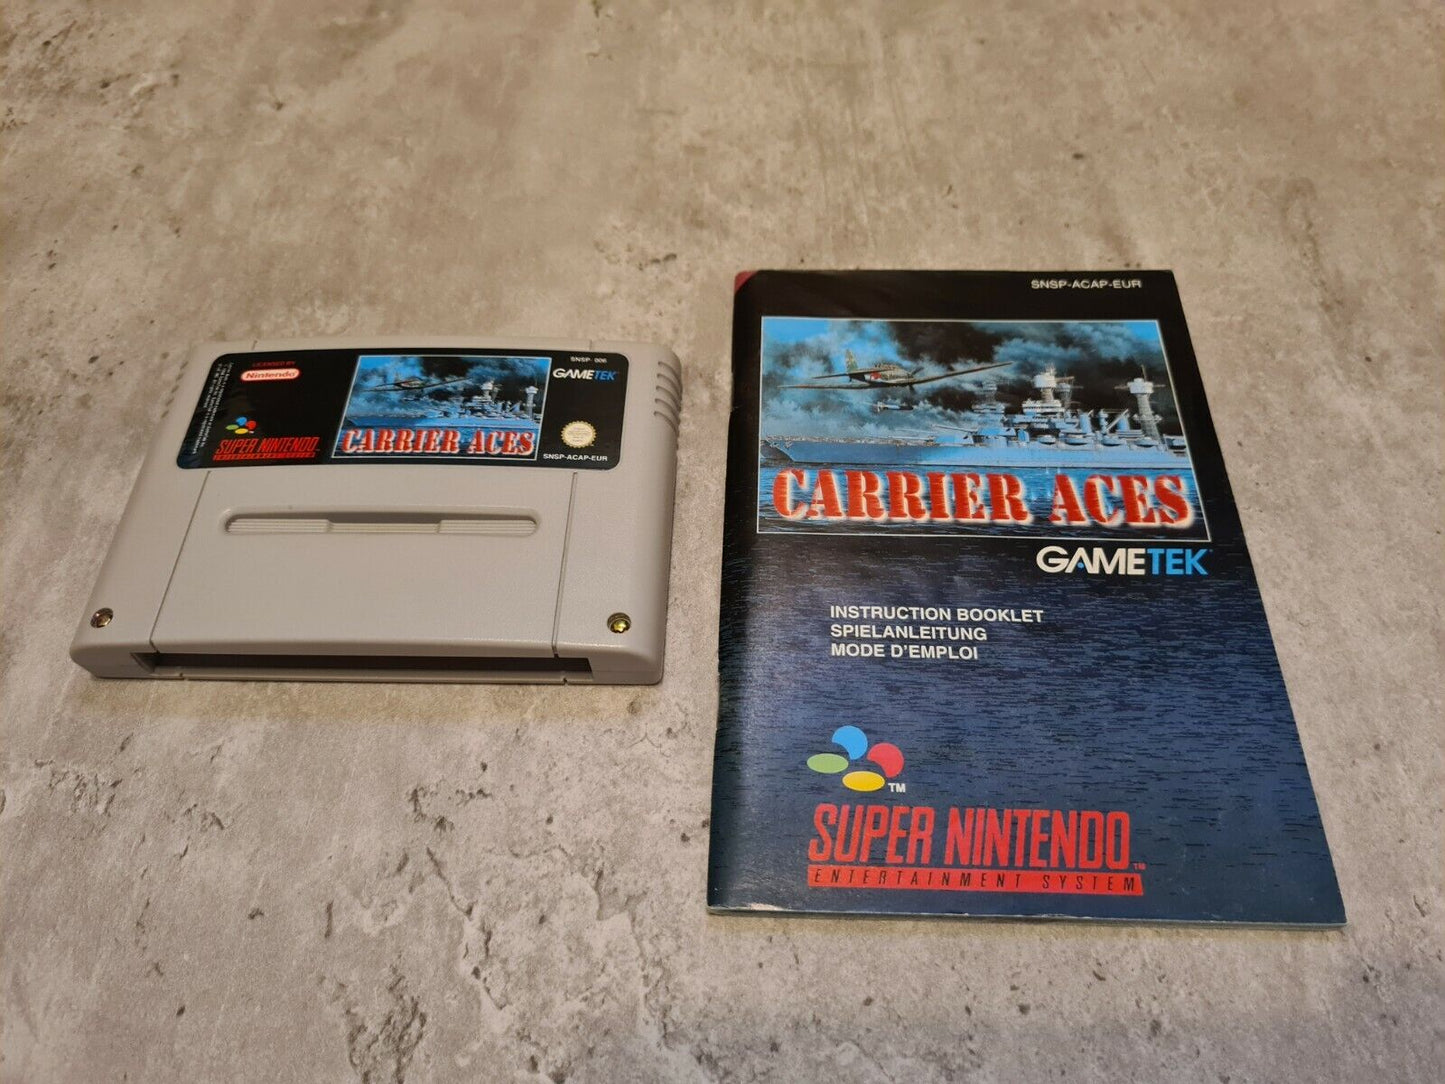 LICENSED BY
Nintendo
SUPER NINTENDO
ENTERTAINMENT SYSTEM
CARRIER ACES
SNSP 006
GAMETEK
SNSP-ACAP-EUR
SNSP-ACAP-EUR
CARRIER ACES
GAMETEK
INSTRUCTION BOOKLET
SPIELANLEITUNG
MODE D'EMPLOI
TM
SUPER NINTENDO TM
ENTERTAINMENT SYSTEM